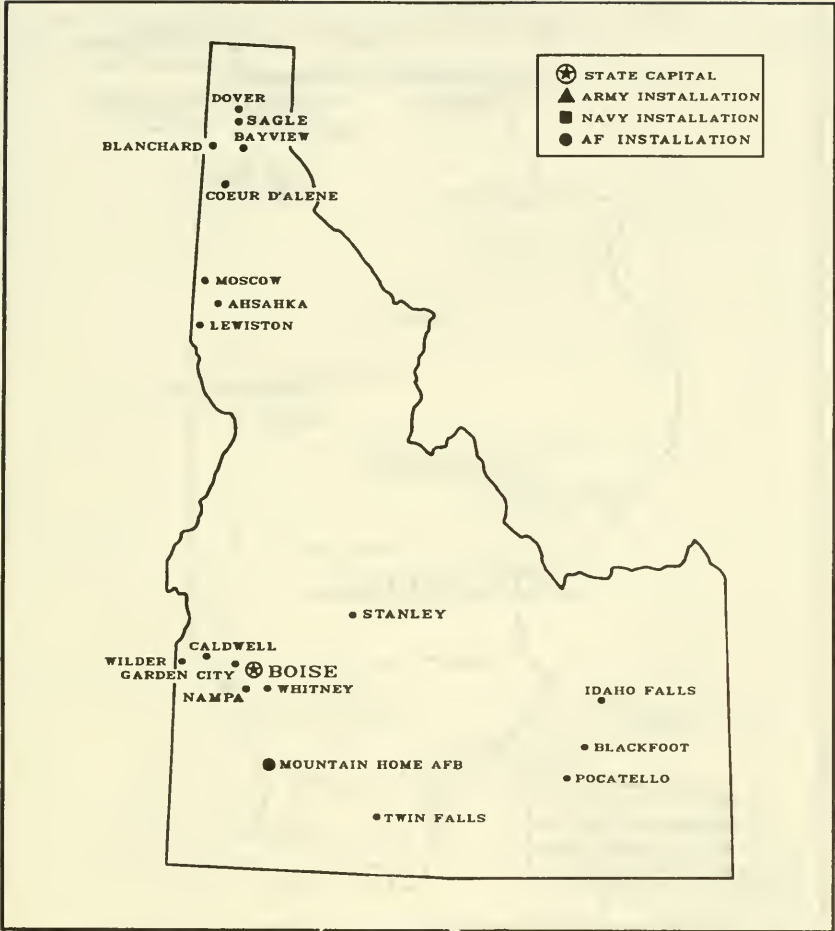 STATE CAPITAL
ARMY INSTALLATION
NAVY INSTALLATION
AF INSTALLATION
DOVER
SAGLE
BAYVIEW
BLANCHARD
COEUR D'ALENE
MOSCOW
AHSAHKA
LEWISTON
STANLEY
CALDWELL
WILDER
GARDEN CITY
BOISE
NAMPA
WHITNEY
IDAHO FALLS
BLACKFOOT
MOUNTAIN HOME AFB
POCATELLO
TWIN FALLS